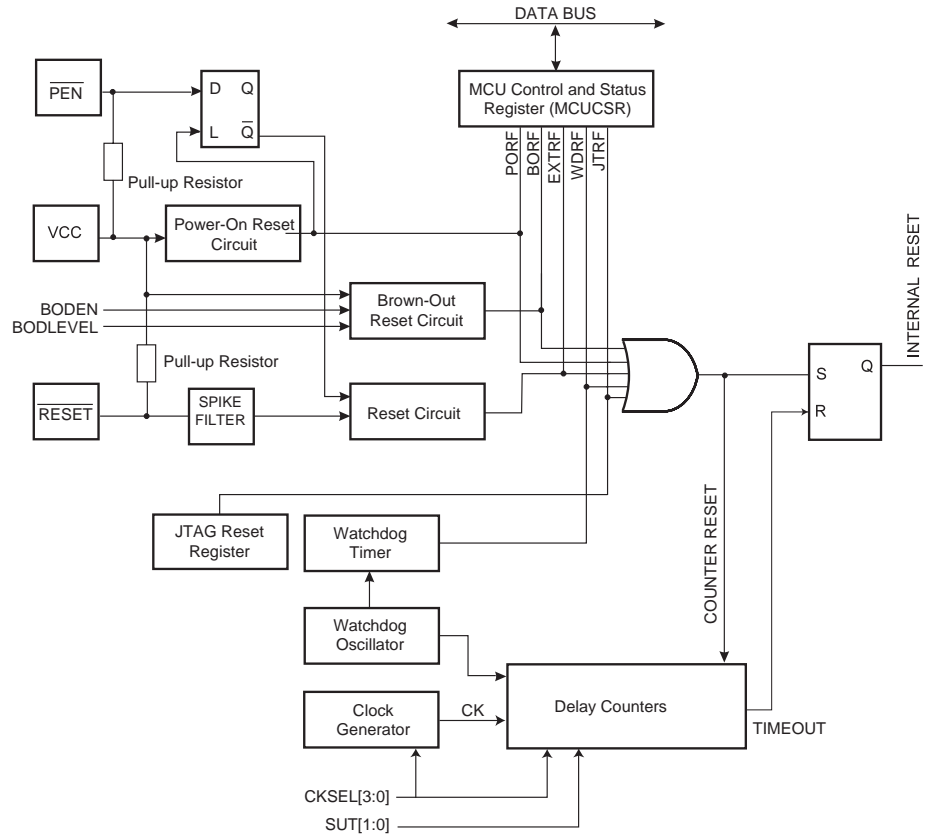 DATA BUS
PEN
D Q
L Q
MCU Control and Status
Register (MCUCSR)
PORF
BORF
EXTRF
WDRF
JTRF
Pull-up Resistor
VCC
Power-On Reset
Circuit
BODEN
BODLEVEL
Brown-Out
Reset Circuit
Pull-up Resistor
RESET
SPIKE
FILTER
Reset Circuit
S Q
R
INTERNAL RESET
JTAG Reset
Register
Watchdog
Timer
COUNTER RESET
Watchdog
Oscillator
Clock
Generator
CK
Delay Counters
TIMEOUT
CKSEL[3:0]
SUT[1:0]